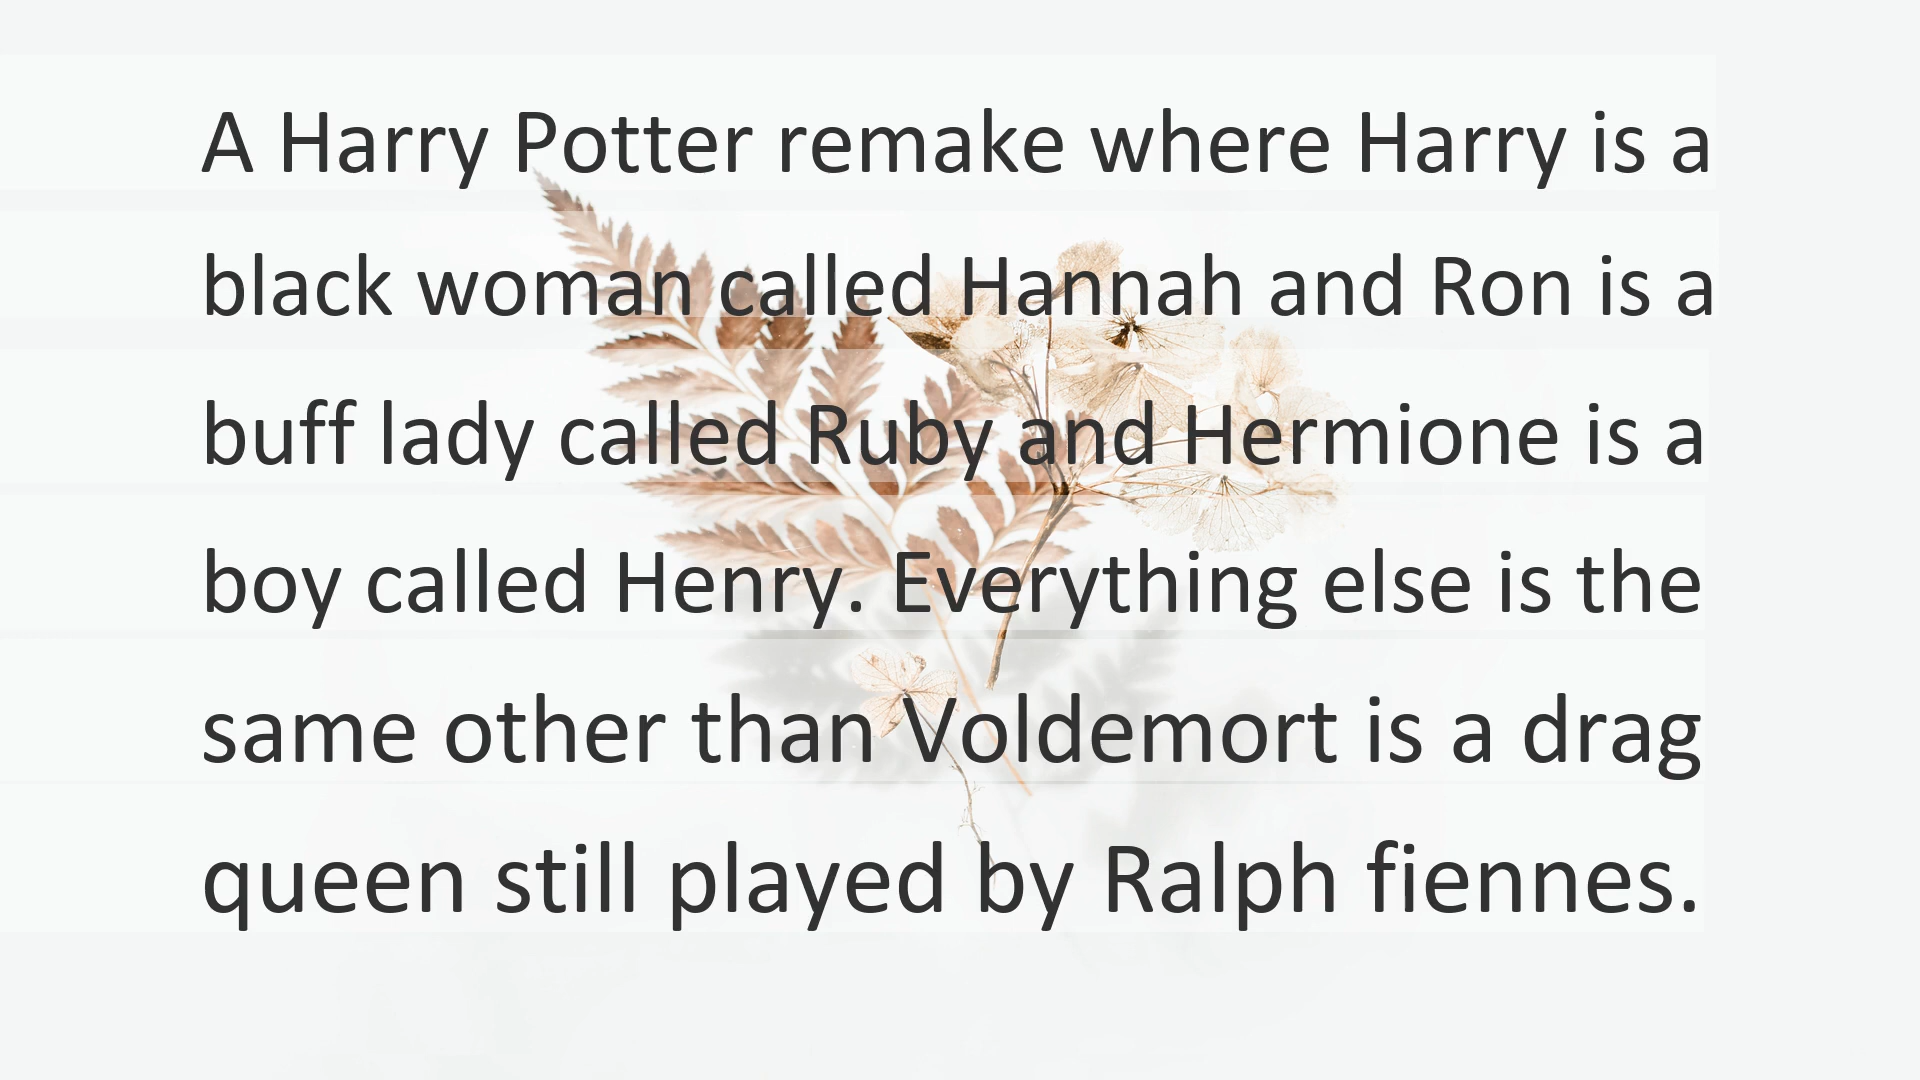 A Harry Potter remake where Harry is a
black woman called Hannah and Ron is a
buff lady called Ruby and Hermione is a
boy called Henry. Everything else is the
same other than Voldemort is a drag
queen still played by Ralph fiennes.